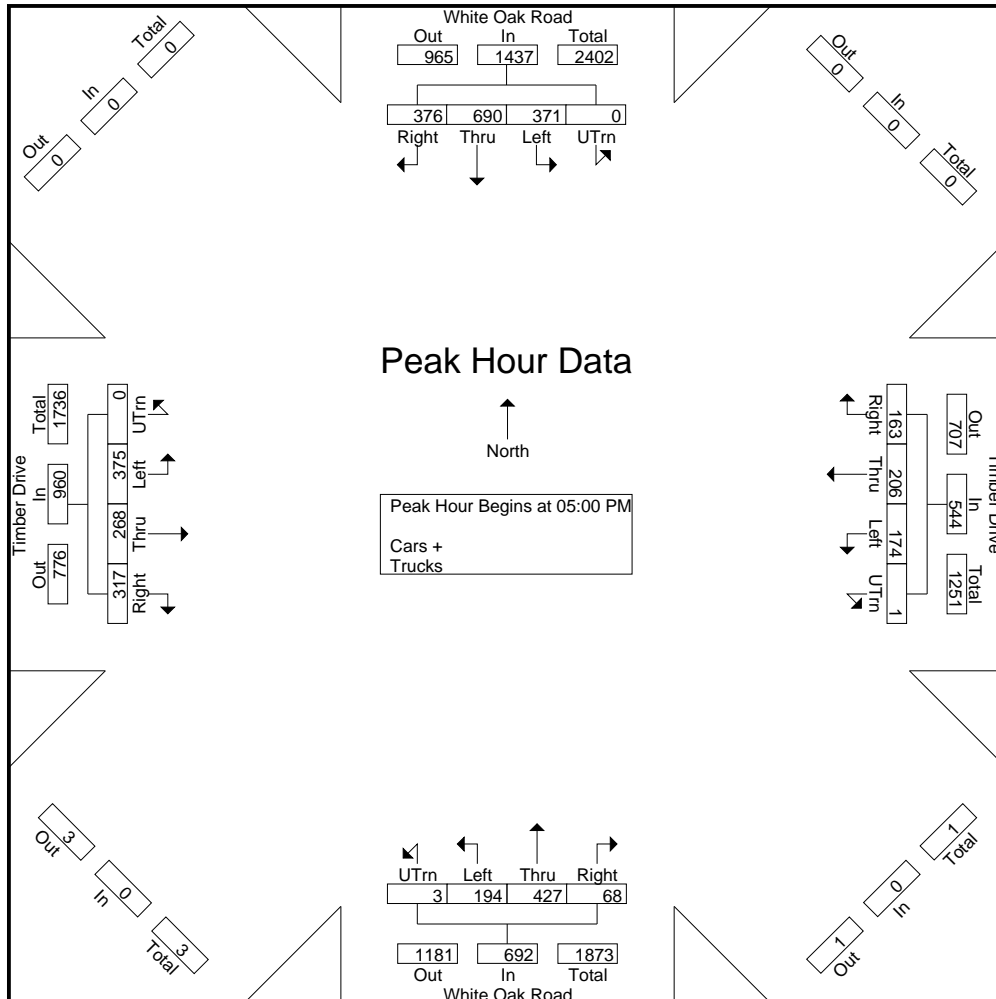 White Oak Road
Out In Total
965 1437 2402
376 690 371 0
Right Thru Left UTrn
Total
0
In
0
Out
0
Out
0
In
0
Total
0
Peak Hour Data
North
Peak Hour Begins at 05:00 PM
Cars +
Trucks
Timber Drive
Out In Total
776 960 1736
317 268 375 0
Right Thru Left UTrn
Timber Drive
Out In Total
707 544 1251
163 206 174 1
Right Thru Left UTrn
3
Out
0
In
3
Total
1
Total
0
In
1
Out
UTrn Left Thru Right
3 194 427 68
1181 692 1873
Out In Total
White Oak Road